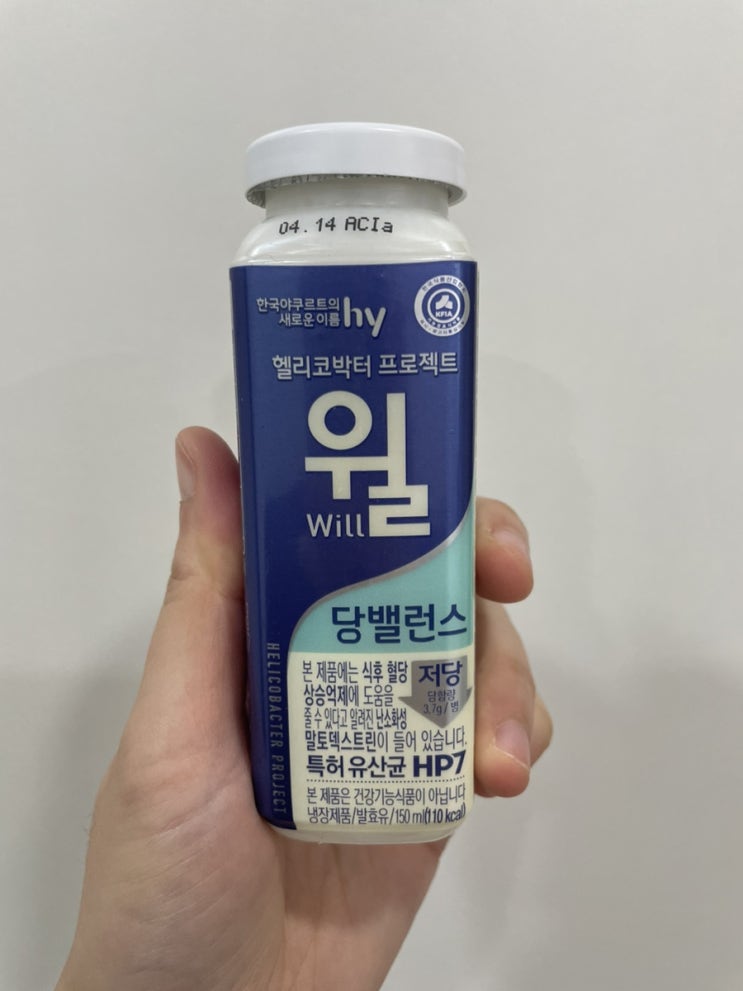 04.14 ACIa
한국야쿠르트의
새로운이름 hy
KFIA
헬리코박터 프로젝트
윌
Will
당밸런스
HELICOBACTER PROJECT
본 제품에는 식후 혈당
상승억제에 도움을
줄 수 있다고 알려진 난소화성
말토덱스트린이 들어 있습니다.
저당
당함량
3.7g / 병
특허 유산균 HP7
본 제품은 건강기능식품이 아닙니다
냉장제품/발효유/150 ml(110 kcal)